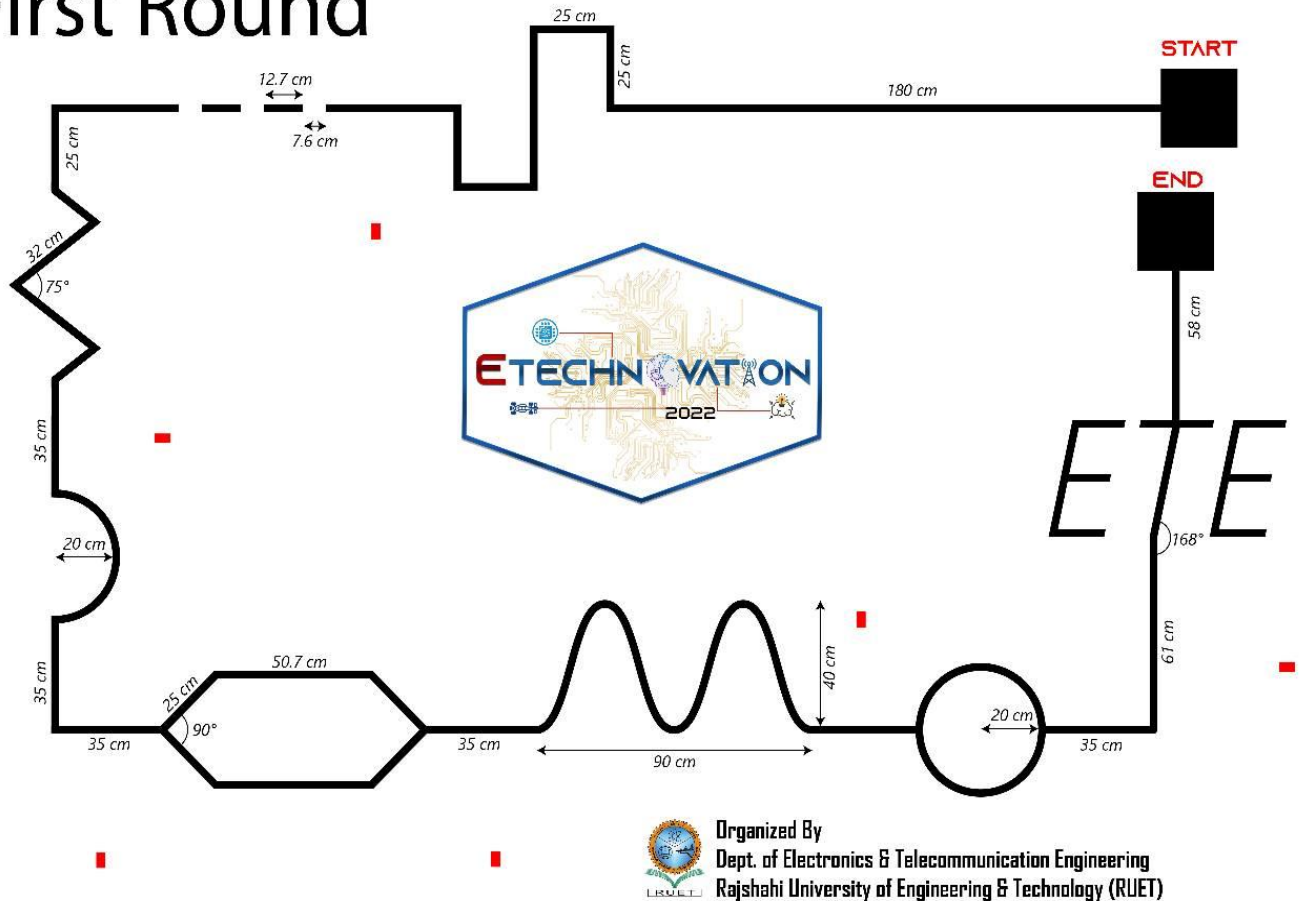 First Round
25 cm
START
25 cm
12.7 cm
180 cm
7.6 cm
25 cm
END
32 cm
75°
58 cm
ETECHNOVATION
2022
35 cm
ETE
168°
20 cm
61 cm
40 cm
35 cm
50.7 cm
25 cm
90°
20 cm
35 cm
35 cm
90 cm
35 cm
Organized By
Dept. of Electronics & Telecommunication Engineering
RUET
Rajshahi University of Engineering & Technology (RUET)